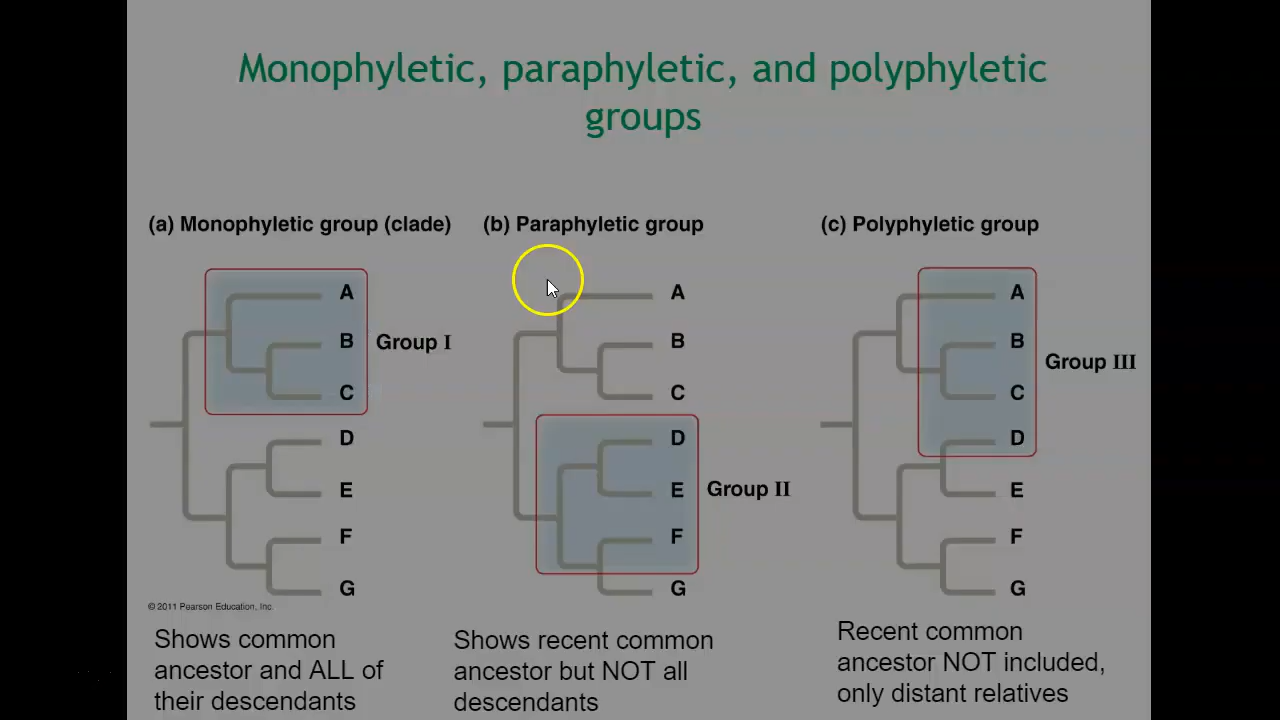 Monophyletic, paraphyletic, and polyphyletic
groups
(a) Monophyletic group (clade)
A
B
Group I
C
D
E
F
G
© 2011 Pearson Education, Inc.
Shows common
ancestor and ALL of
their descendants
(b) Paraphyletic group
A
B
C
D
E
Group II
F
G
Shows recent common
ancestor but NOT all
descendants
(c) Polyphyletic group
A
B
Group III
C
D
E
F
G
Recent common
ancestor NOT included,
only distant relatives